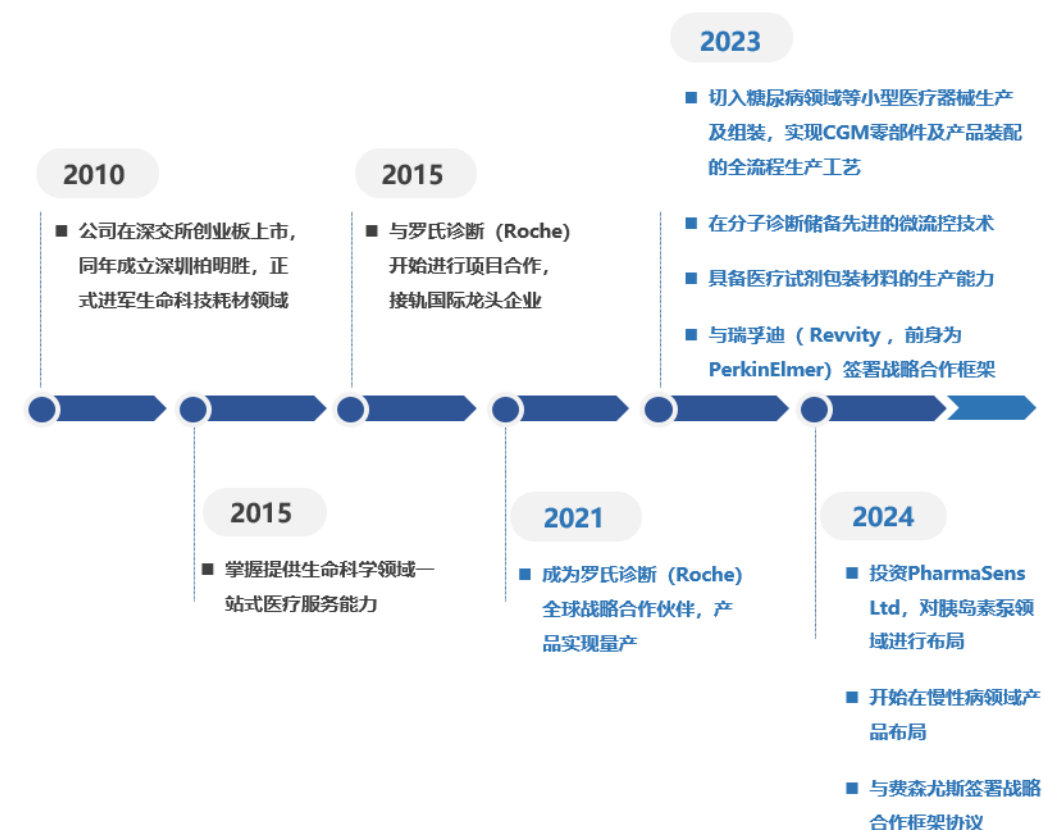 2010
■ 公司在深交所创业板上市，
同年成立深圳柏明胜，正
式进军生命科技耗材领域
2015
■ 掌握提供生命科学领域一
站式医疗服务能力
2015
■ 与罗氏诊断（Roche）
开始进行项目合作，
接轨国际龙头企业
2021
■ 成为罗氏诊断（Roche）
全球战略合作伙伴，产
品实现量产
2023
■ 切入糖尿病领域等小型医疗器械生产
及组装，实现CGM零部件及产品装配
的全流程生产工艺
■ 在分子诊断储备先进的微流控技术
■ 具备医疗试剂包装材料的生产能力
■ 与瑞孚迪（ Revvity ，前身为
PerkinElmer）签署战略合作框架
2024
■ 投资PharmaSens
Ltd，对胰岛素泵领
域进行布局
■ 开始在慢性病领域产
品布局
■ 与费森尤斯签署战略
合作框架协议